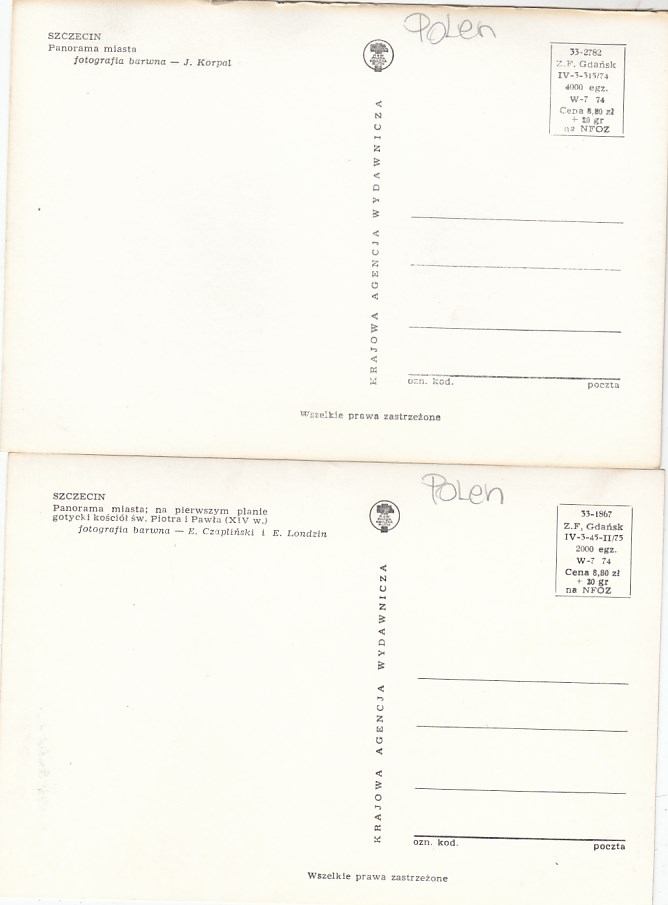 SZCZECIN
Panorama miasta
fotografia barwna — J. Korpal
Polen
33-2782
Z.F. Gdańsk
IV-3-315/74
4000 egz.
W-7 74
Cena 8,80 zł
+ 20 gr
na NFOZ
KRAJOWA AGENCJA WYDAWNICZA
ozn. kod.
poczta
Wszelkie prawa zastrzeżone
SZCZECIN
Panorama miasta; na pierwszym planie
gotycki kościół św. Piotra i Pawła (XIV w.)
fotografia barwna — E. Czapliński i E. Londzin
Polen
33-1867
Z.F. Gdańsk
IV-3-45-II/75
2000 egz.
W-7 74
Cena 8,80 zł
+ 20 gr
na NFOZ
KRAJOWA AGENCJA WYDAWNICZA
ozn. kod.
poczta
Wszelkie prawa zastrzeżone